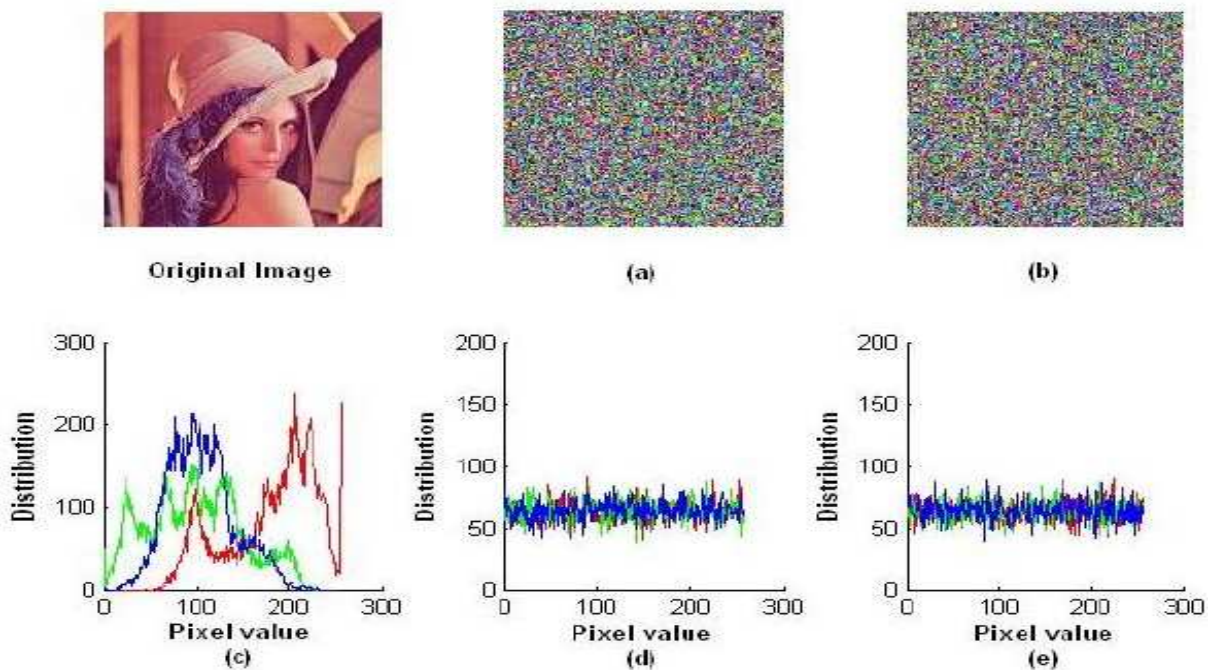 Original Image
(a)
(b)
300
200
100
0
Distribution
0 100 200 300
Pixel value
(c)
200
150
100
50
0
Distribution
0 100 200 300
Pixel value
(d)
200
150
100
50
0
Distribution
0 100 200 300
Pixel value
(e)